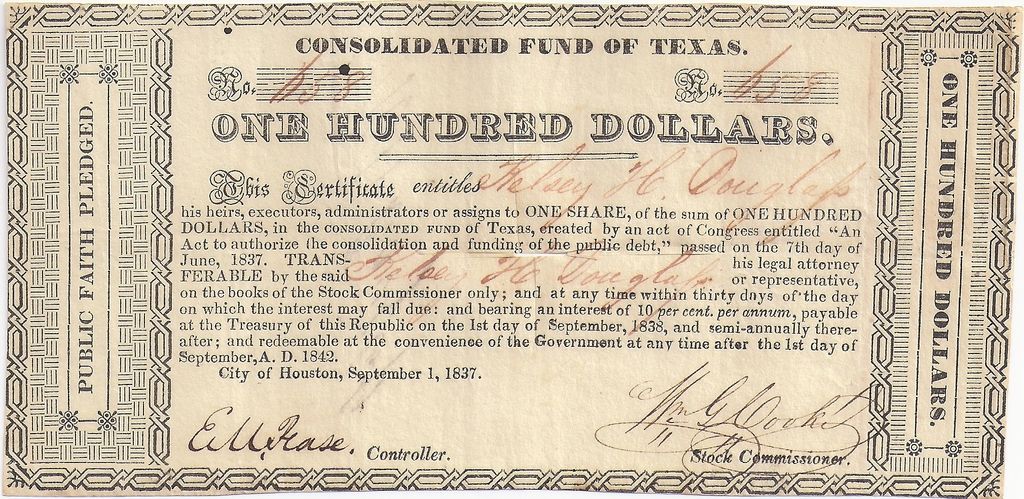 CONSOLIDATED FUND OF TEXAS.
No. 658 No. 658
ONE HUNDRED DOLLARS.
This Certificate entitles Kelsey H. Douglass
his heirs, executors, administrators or assigns to ONE SHARE, of the sum of ONE HUNDRED
DOLLARS, in the CONSOLIDATED FUND of Texas, created by an act of Congress entitled "An
Act to authorize the consolidation and funding of the public debt," passed on the 7th day of
June, 1837. TRANS- his legal attorney
FERABLE by the said Kelsey H Douglass or representative,
on the books of the Stock Commissioner only; and at any time within thirty days of the day
on which the interest may fall due: and bearing an interest of 10 per cent. per annum, payable
at the Treasury of this Republic on the 1st day of September, 1838, and semi-annually there-
after; and redeemable at the convenience of the Government at any time after the 1st day of
September, A. D. 1842.
City of Houston, September 1, 1837.
E. M. Pease. Controller.
Wm G Cooke
Stock Commissioner.
PUBLIC FAITH PLEDGED.
ONE HUNDRED DOLLARS.